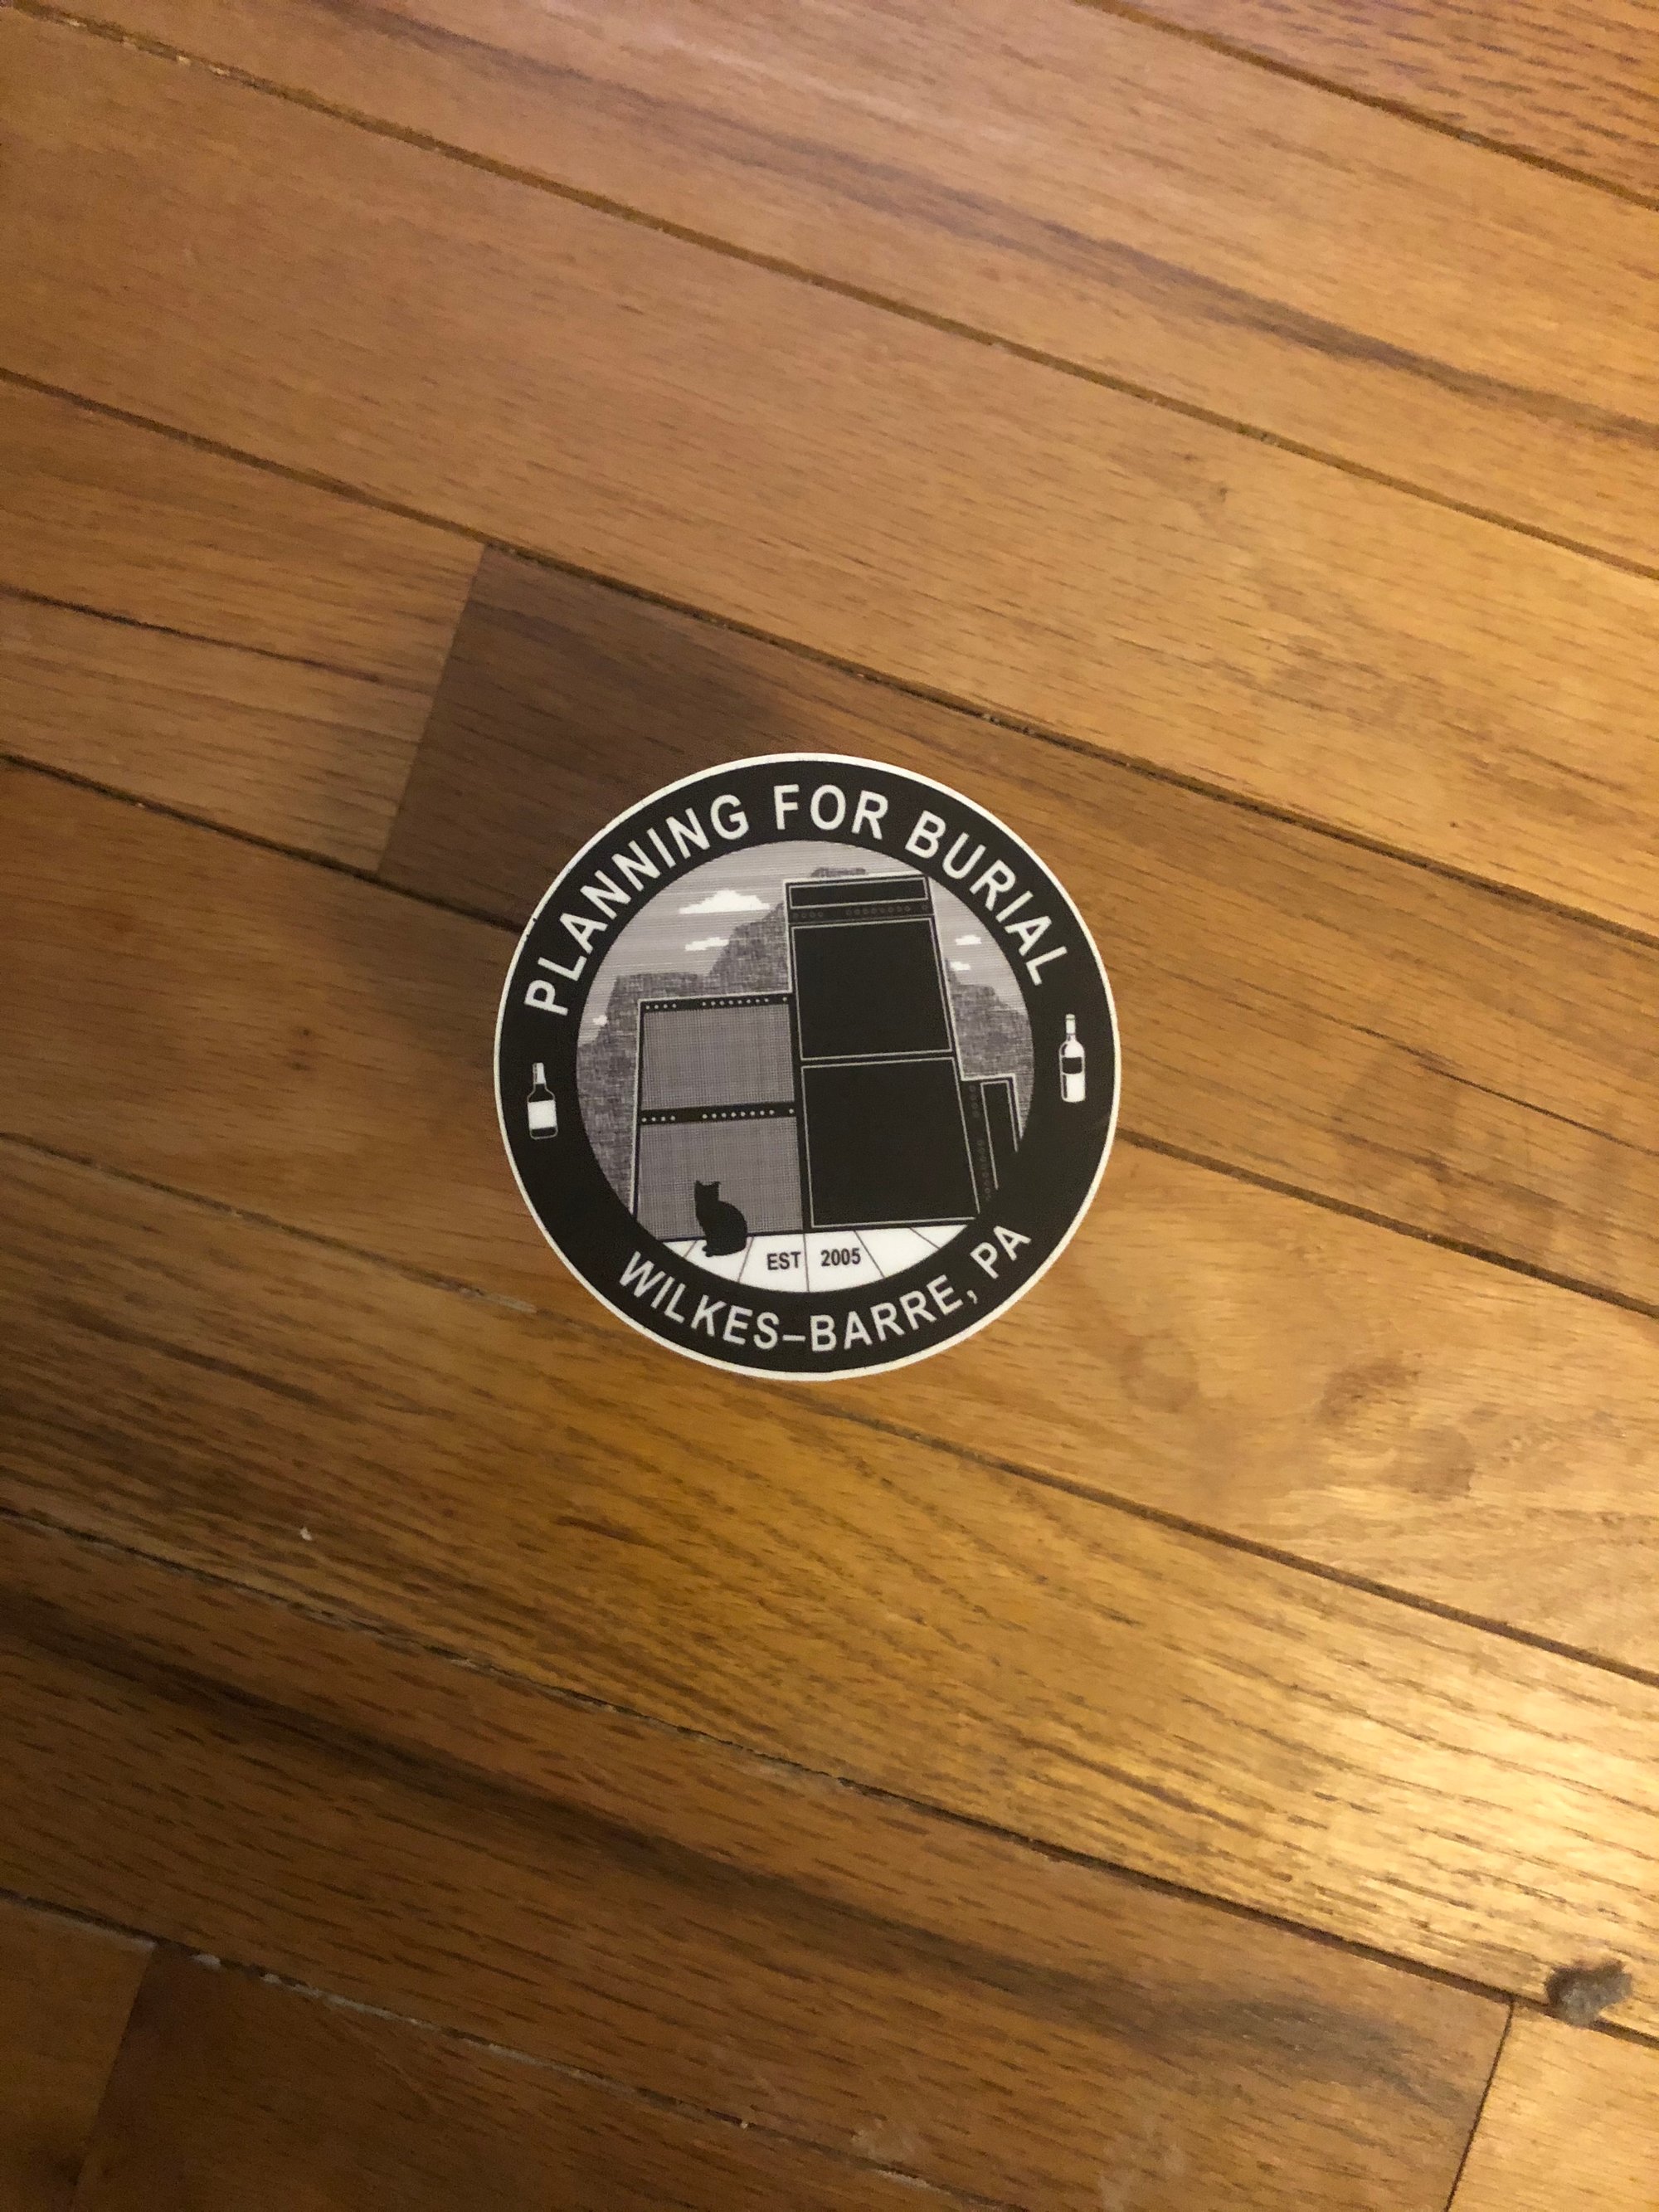 PLANNING FOR BURIAL
EST 2005
WILKES–BARRE, PA